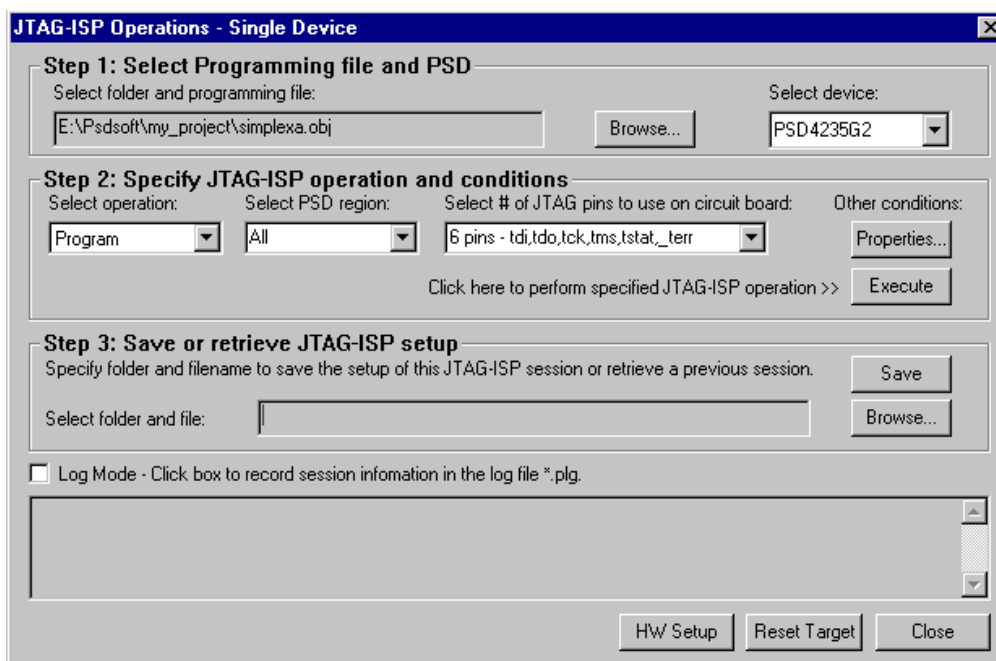 JTAG-ISP Operations - Single Device
Step 1: Select Programming file and PSD
Select folder and programming file:
Select device:
E:\Psdsoft\my_project\simplexa.obj
Browse...
PSD4235G2
Step 2: Specify JTAG-ISP operation and conditions
Select operation:
Select PSD region:
Select # of JTAG pins to use on circuit board:
Other conditions:
Program
All
6 pins - tdi,tdo,tck,tms,tstat,_terr
Properties...
Click here to perform specified JTAG-ISP operation >>
Execute
Step 3: Save or retrieve JTAG-ISP setup
Specify folder and filename to save the setup of this JTAG-ISP session or retrieve a previous session.
Save
Select folder and file:
Browse...
Log Mode - Click box to record session infomation in the log file *.plg.
HW Setup
Reset Target
Close